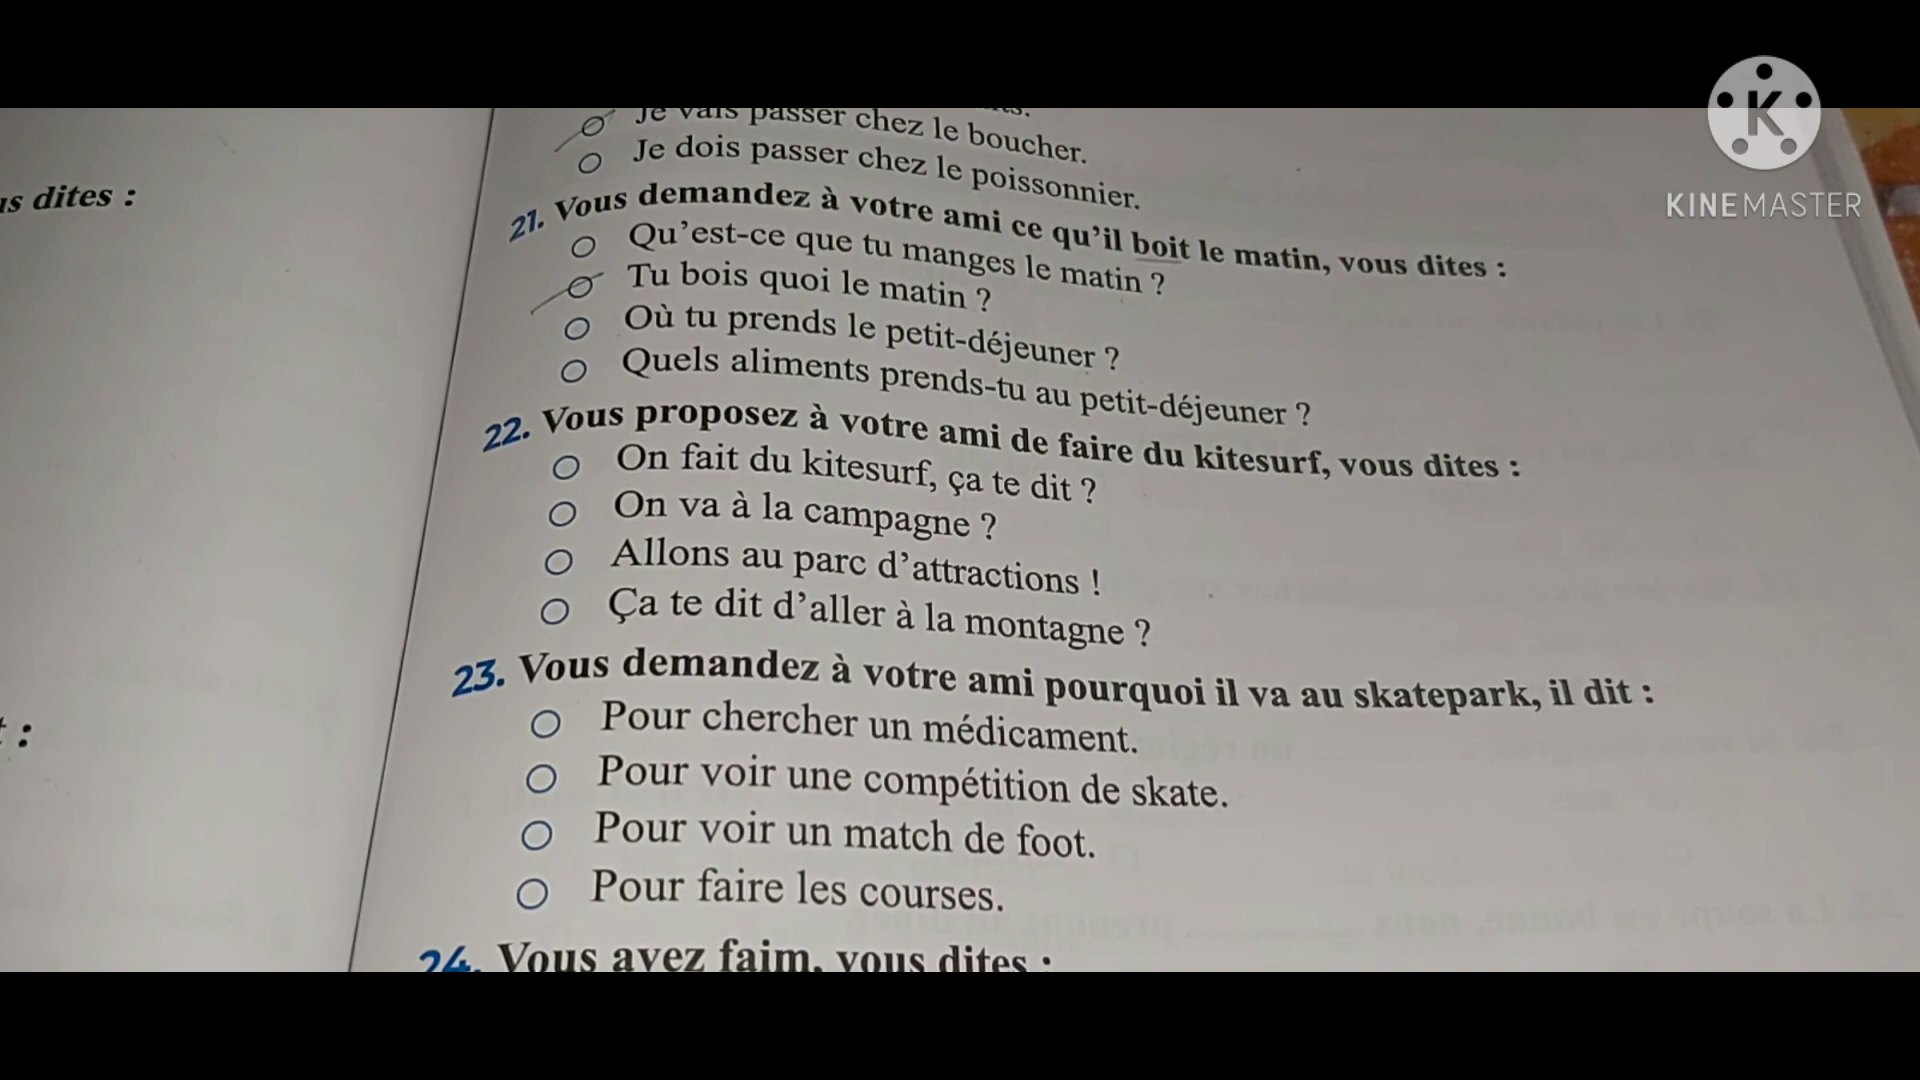 us dites :
t :
ts.
Je vais passer chez le boucher.
Je dois passer chez le poissonnier.
21. Vous demandez à votre ami ce qu'il boit le matin, vous dites :
Qu'est-ce que tu manges le matin ?
Tu bois quoi le matin ?
Où tu prends le petit-déjeuner ?
Quels aliments prends-tu au petit-déjeuner ?
22. Vous proposez à votre ami de faire du kitesurf, vous dites :
On fait du kitesurf, ça te dit ?
On va à la campagne ?
Allons au parc d'attractions !
Ça te dit d'aller à la montagne ?
23. Vous demandez à votre ami pourquoi il va au skatepark, il dit :
Pour chercher un médicament.
Pour voir une compétition de skate.
Pour voir un match de foot.
Pour faire les courses.
24. Vous avez faim, vous dites :
K
KINEMASTER